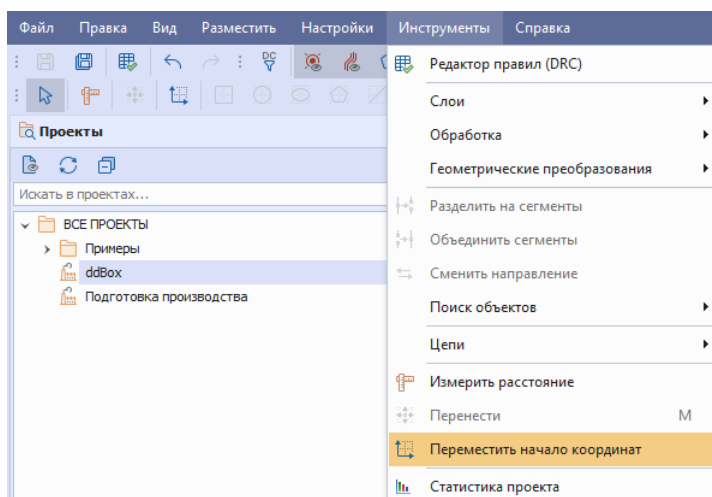 Файл Правка Вид Разместить Настройки Инструменты Справка
DC
Редактор правил (DRC)
Слои
Обработка
Геометрические преобразования
Разделить на сегменты
Объединить сегменты
Сменить направление
Поиск объектов
Цепи
Измерить расстояние
Перенести M
Переместить начало координат
Статистика проекта
Проекты
Искать в проектах...
ВСЕ ПРОЕКТЫ
Примеры
ddBox
Подготовка производства